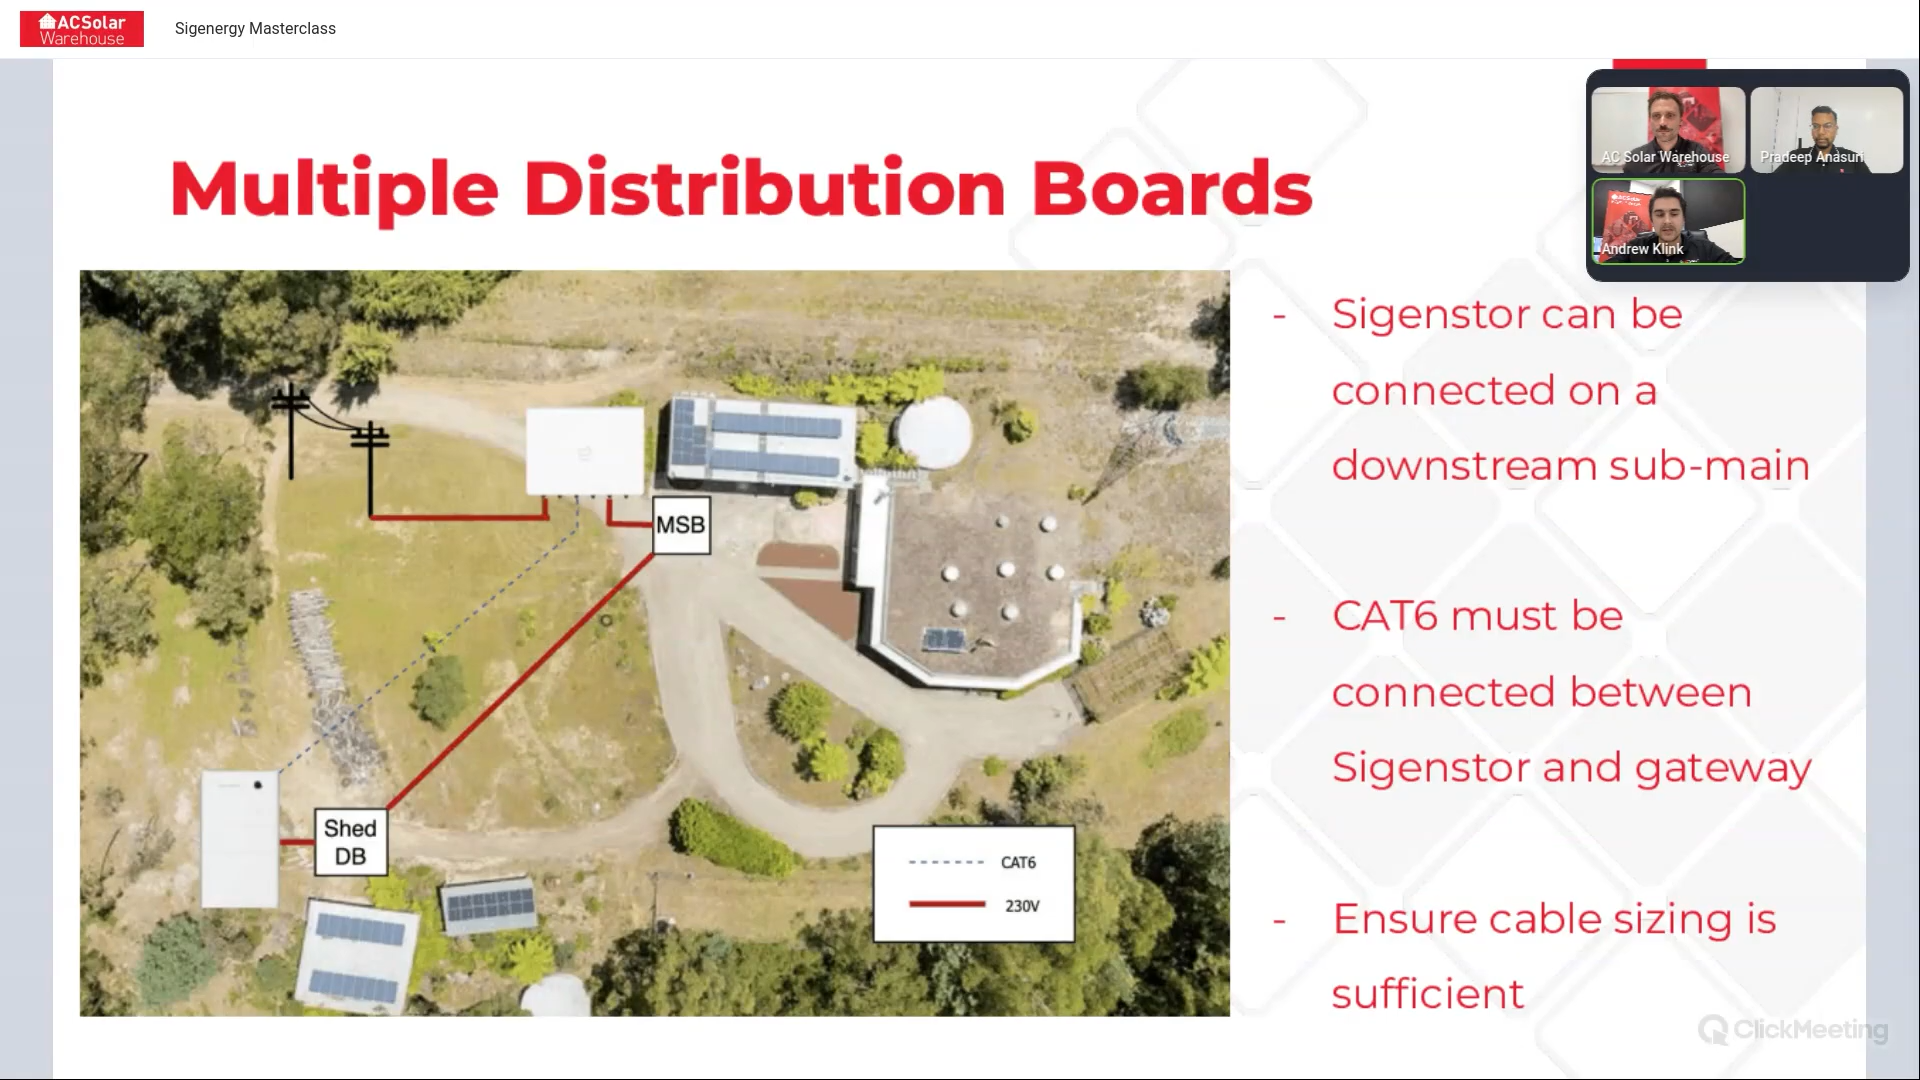 ACSolar
Warehouse
Sigenergy Masterclass
Multiple Distribution Boards
AC Solar Warehouse
Pradeep Anasuri
ACSolar
Andrew Klink
- Sigenstor can be
connected on a
downstream sub-main
- CAT6 must be
connected between
Sigenstor and gateway
- Ensure cable sizing is
sufficient
MSB
Shed
DB
CAT6
230V
ClickMeeting